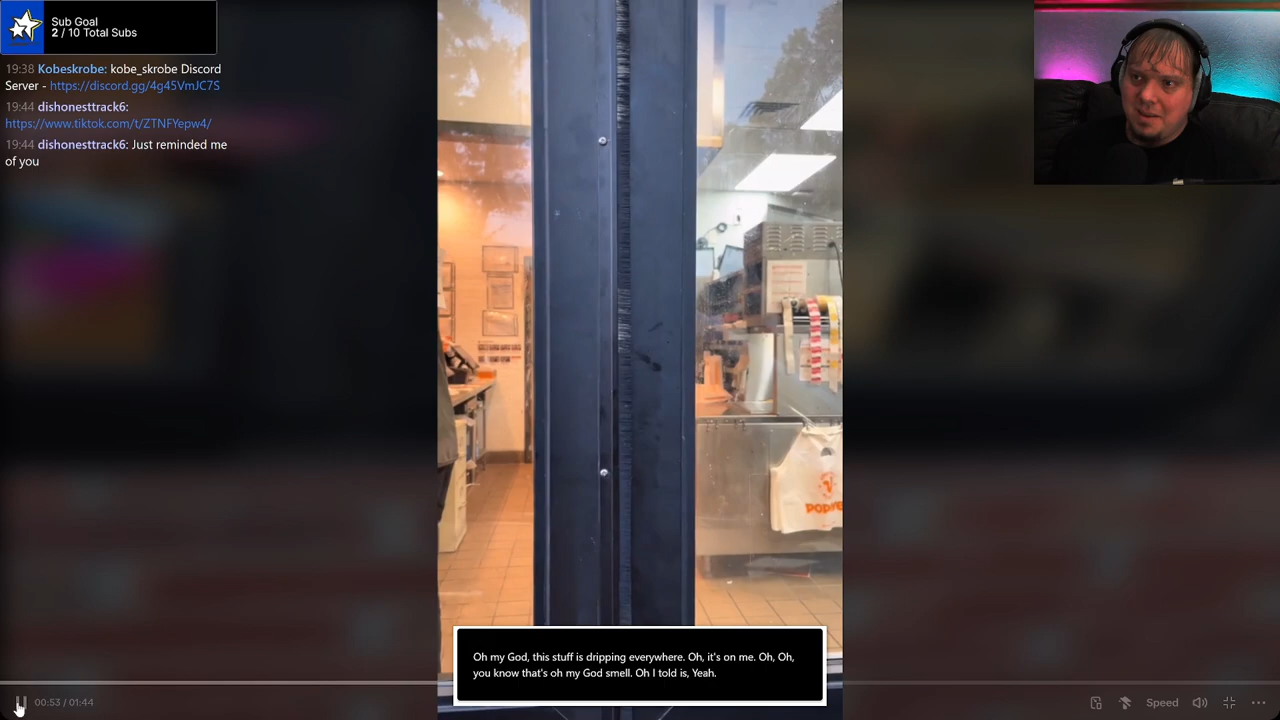 Sub Goal
2 / 10 Total Subs
19:38 Kobeskrobe: kobe_skrobe Discord
Server - https://discord.gg/4g45VmJC7S
19:44 dishonesttrack6:
https://www.tiktok.com/t/ZTNFYepw4/
19:44 dishonesttrack6: Just reminded me
of you
Oh my God, this stuff is dripping everywhere. Oh, it's on me. Oh, Oh,
you know that's oh my God smell. Oh I told is, Yeah.
00:53 / 01:44
Speed